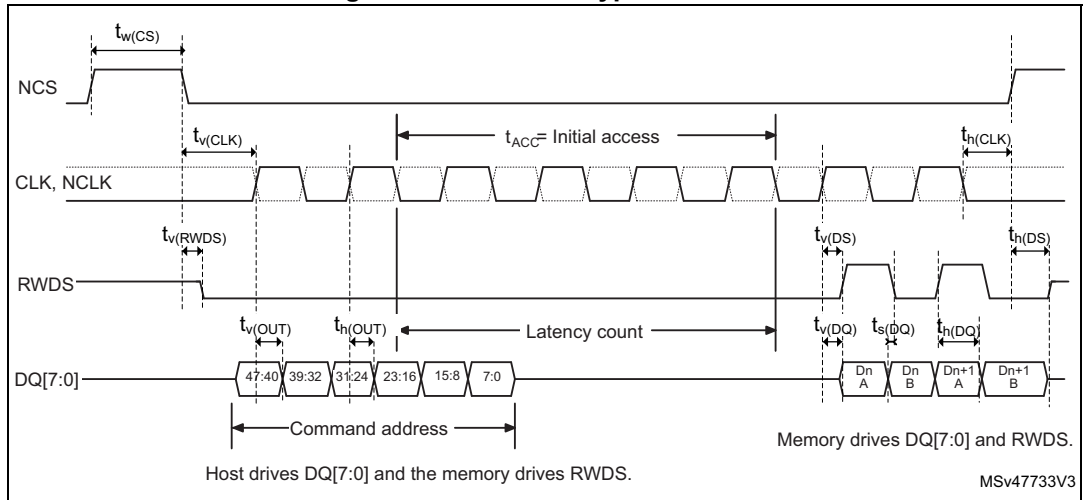 tw(CS)
NCS
tv(CLK)
tACC= Initial access
th(CLK)
CLK, NCLK
tv(RWDS)
tv(DS)
th(DS)
RWDS
tv(OUT)
th(OUT)
Latency count
tv(DQ)
ts(DQ)
th(DQ)
DQ[7:0]
47:40
39:32
31:24
23:16
15:8
7:0
Dn
A
Dn
B
Dn+1
A
Dn+1
B
Command address
Memory drives DQ[7:0] and RWDS.
Host drives DQ[7:0] and the memory drives RWDS.
MSv47733V3